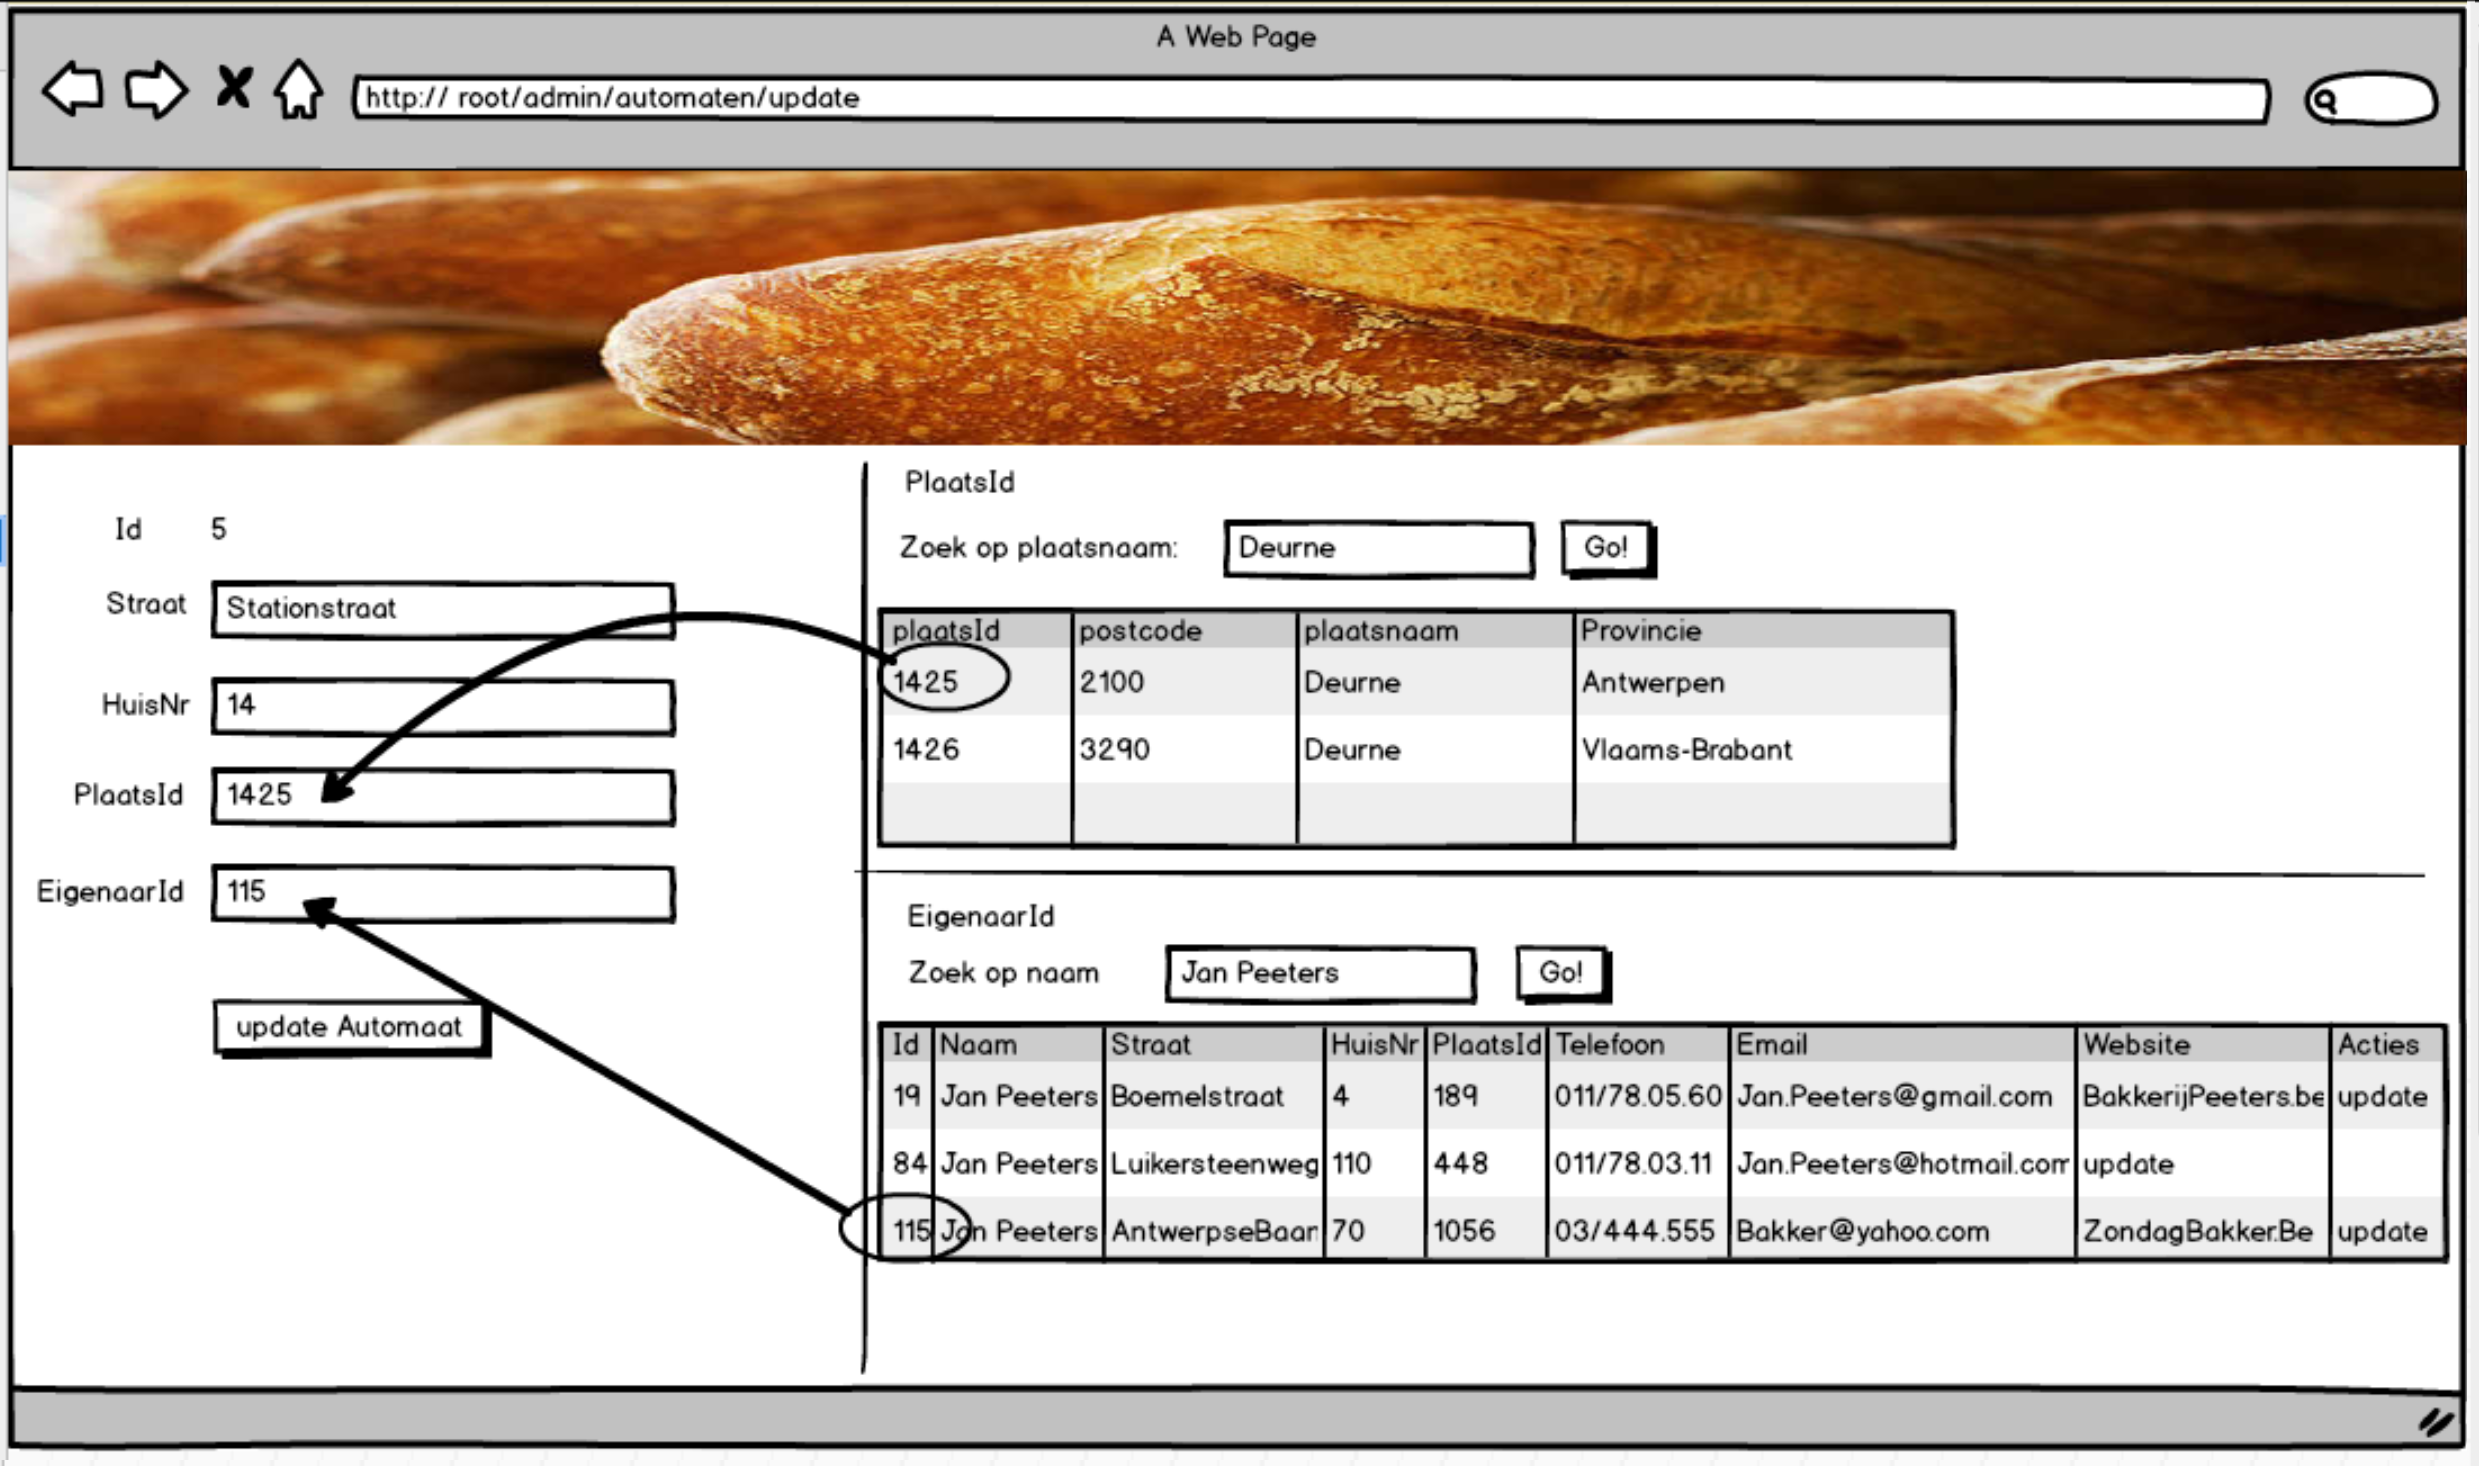 A Web Page
http:// root/admin/automaten/update
Id 5
Straat Stationstraat
HuisNr 14
PlaatsId 1425
EigenaarId 115
update Automaat
PlaatsId
Zoek op plaatsnaam: Deurne Go!
plaatsId postcode plaatsnaam Provincie
1425 2100 Deurne Antwerpen
1426 3290 Deurne Vlaams-Brabant
EigenaarId
Zoek op naam Jan Peeters Go!
Id Naam Straat HuisNr PlaatsId Telefoon Email Website Acties
19 Jan Peeters Boemelstraat 4 189 011/78.05.60 Jan.Peeters@gmail.com BakkerijPeeters.be update
84 Jan Peeters Luikersteenweg 110 448 011/78.03.11 Jan.Peeters@hotmail.com update
115 Jan Peeters AntwerpseBaan 70 1056 03/444.555 Bakker@yahoo.com ZondagBakker.Be update